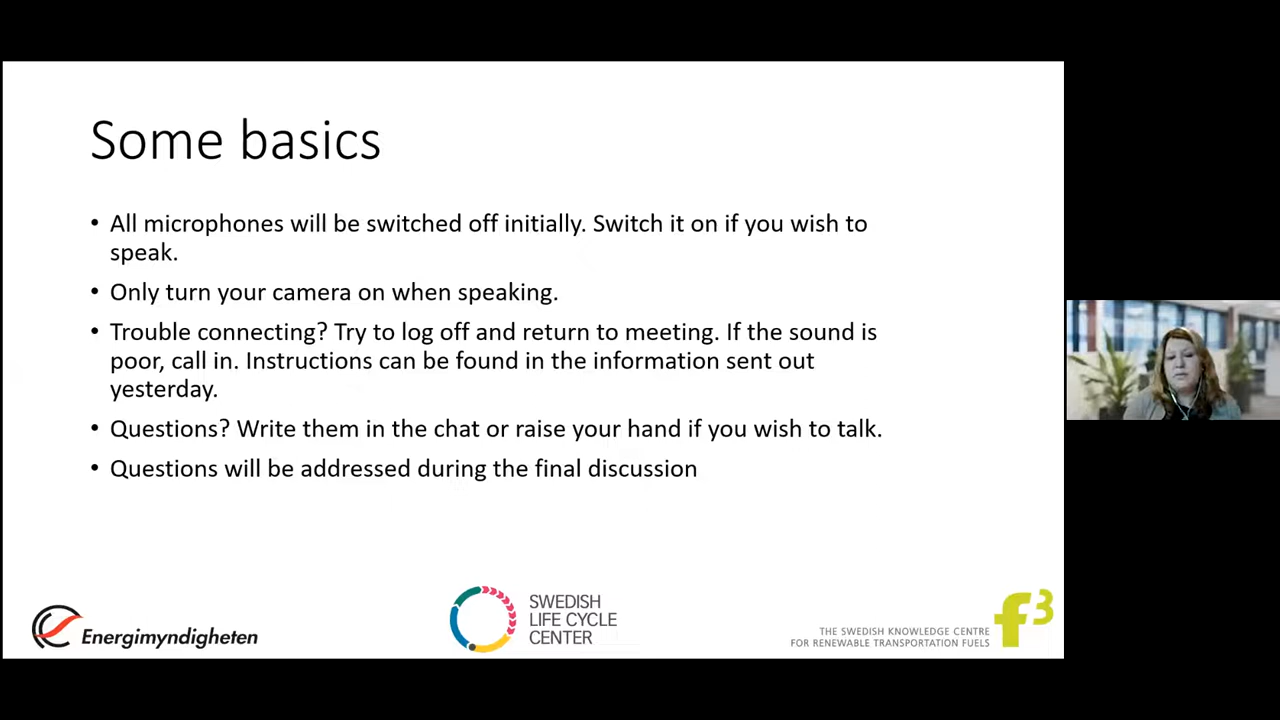 Some basics
• All microphones will be switched off initially. Switch it on if you wish to
speak.
• Only turn your camera on when speaking.
• Trouble connecting? Try to log off and return to meeting. If the sound is
poor, call in. Instructions can be found in the information sent out
yesterday.
• Questions? Write them in the chat or raise your hand if you wish to talk.
• Questions will be addressed during the final discussion
Energimyndigheten
SWEDISH
LIFE CYCLE
CENTER
THE SWEDISH KNOWLEDGE CENTRE
FOR RENEWABLE TRANSPORTATION FUELS
f3